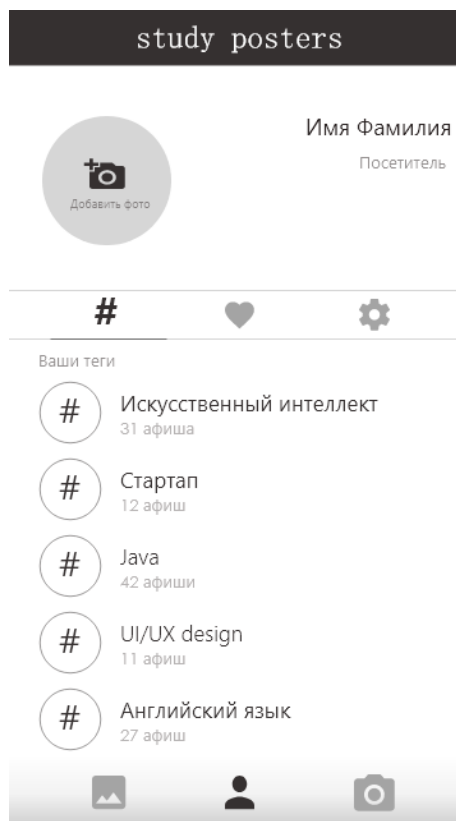 study posters
Имя Фамилия
Посетитель
Добавить фото
#
Ваши теги
#
Искусственный интеллект
31 афиша
#
Стартап
12 афиш
#
Java
42 афиши
#
UI/UX design
11 афиш
#
Английский язык
27 афиш